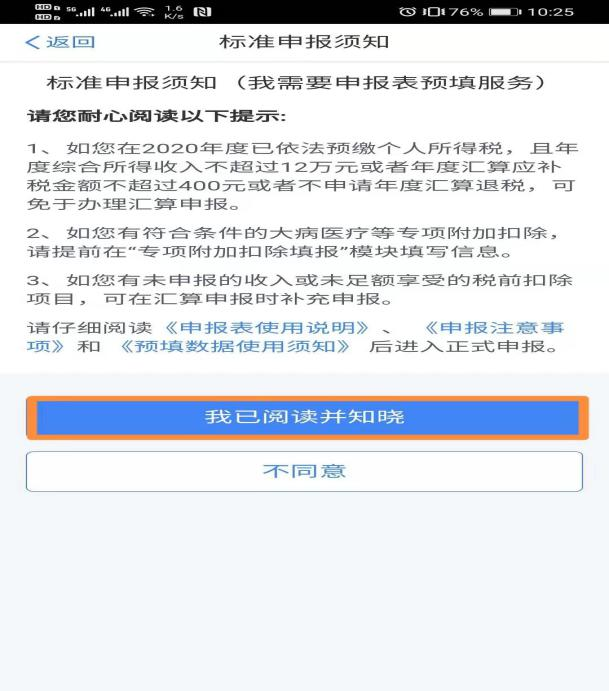 HD 5G 4G 1.6 K/s 76% 10:25
HD
返回 标准申报须知
标准申报须知（我需要申报表预填服务）
请您耐心阅读以下提示:
1、如您在2020年度已依法预缴个人所得税，且年
度综合所得收入不超过12万元或者年度汇算应补
税金额不超过400元或者不申请年度汇算退税，可
免于办理汇算申报。
2、如您有符合条件的大病医疗等专项附加扣除，
请提前在“专项附加扣除填报”模块填写信息。
3、如您有未申报的收入或未足额享受的税前扣除
项目，可在汇算申报时补充申报。
请仔细阅读《申报表使用说明》、《申报注意事
项》和《预填数据使用须知》后进入正式申报。
我已阅读并知晓
不同意